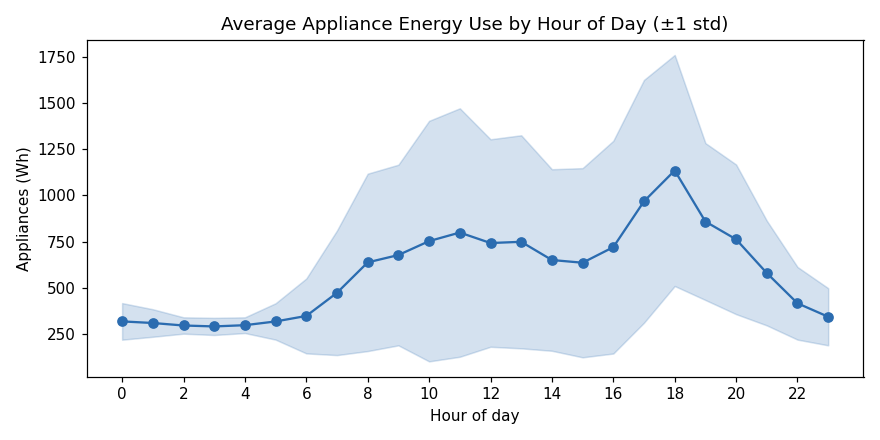 Average Appliance Energy Use by Hour of Day (±1 std)
Appliances (Wh)
1750
1500
1250
1000
750
500
250
0 2 4 6 8 10 12 14 16 18 20 22
Hour of day